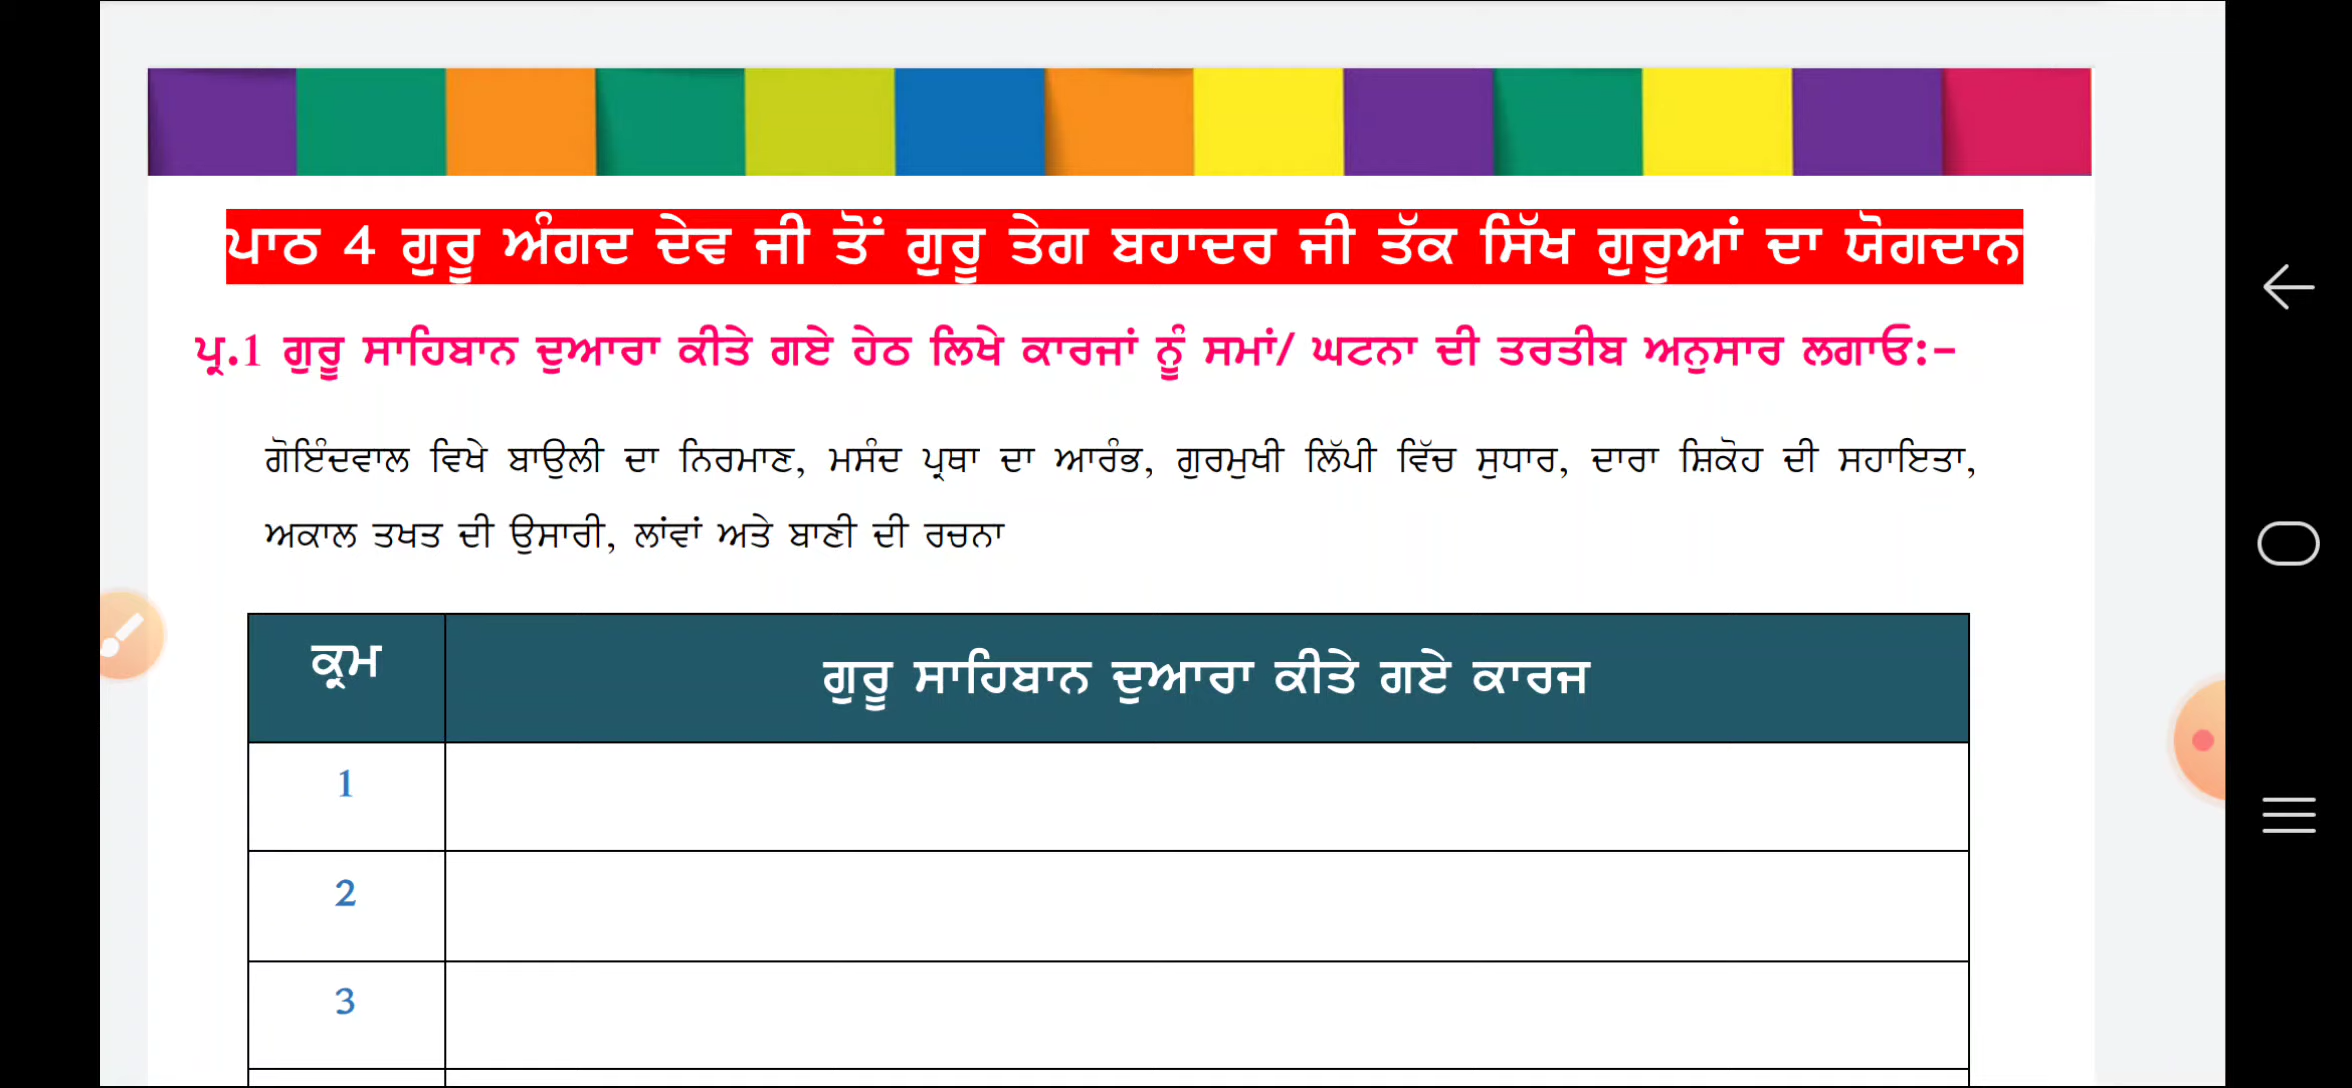 ਪਾਠ 4 ਗੁਰੂ ਅੰਗਦ ਦੇਵ ਜੀ ਤੋਂ ਗੁਰੂ ਤੇਗ ਬਹਾਦਰ ਜੀ ਤੱਕ ਸਿੱਖ ਗੁਰੂਆਂ ਦਾ ਯੋਗਦਾਨ
ਪ੍ਰ.1 ਗੁਰੂ ਸਾਹਿਬਾਨ ਦੁਆਰਾ ਕੀਤੇ ਗਏ ਹੇਠ ਲਿਖੇ ਕਾਰਜਾਂ ਨੂੰ ਸਮਾਂ/ ਘਟਨਾ ਦੀ ਤਰਤੀਬ ਅਨੁਸਾਰ ਲਗਾਓ:-
ਗੋਇੰਦਵਾਲ ਵਿਖੇ ਬਾਉਲੀ ਦਾ ਨਿਰਮਾਣ, ਮਸੰਦ ਪ੍ਰਥਾ ਦਾ ਆਰੰਭ, ਗੁਰਮੁਖੀ ਲਿੱਪੀ ਵਿੱਚ ਸੁਧਾਰ, ਦਾਰਾ ਸ਼ਿਕੋਹ ਦੀ ਸਹਾਇਤਾ,
ਅਕਾਲ ਤਖਤ ਦੀ ਉਸਾਰੀ, ਲਾਂਵਾਂ ਅਤੇ ਬਾਣੀ ਦੀ ਰਚਨਾ
ਕ੍ਰਮ ਗੁਰੂ ਸਾਹਿਬਾਨ ਦੁਆਰਾ ਕੀਤੇ ਗਏ ਕਾਰਜ
1
2
3